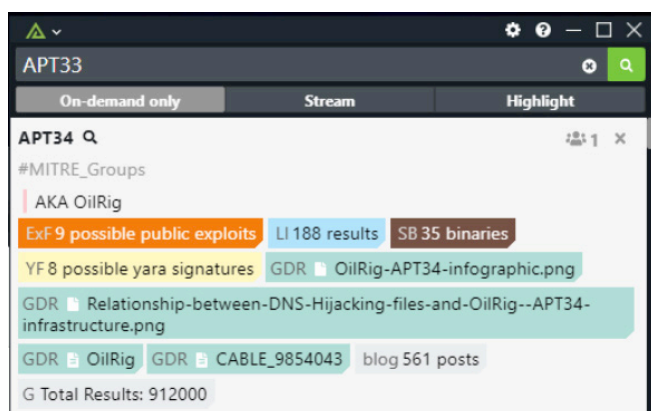 APT33
On-demand only Stream Highlight
APT34 1
#MITRE_Groups
AKA OilRig
ExF 9 possible public exploits LI 188 results SB 35 binaries
YF 8 possible yara signatures GDR OilRig-APT34-infographic.png
GDR Relationship-between-DNS-Hijacking-files-and-OilRig--APT34-
infrastructure.png
GDR OilRig GDR CABLE_9854043 blog 561 posts
G Total Results: 912000